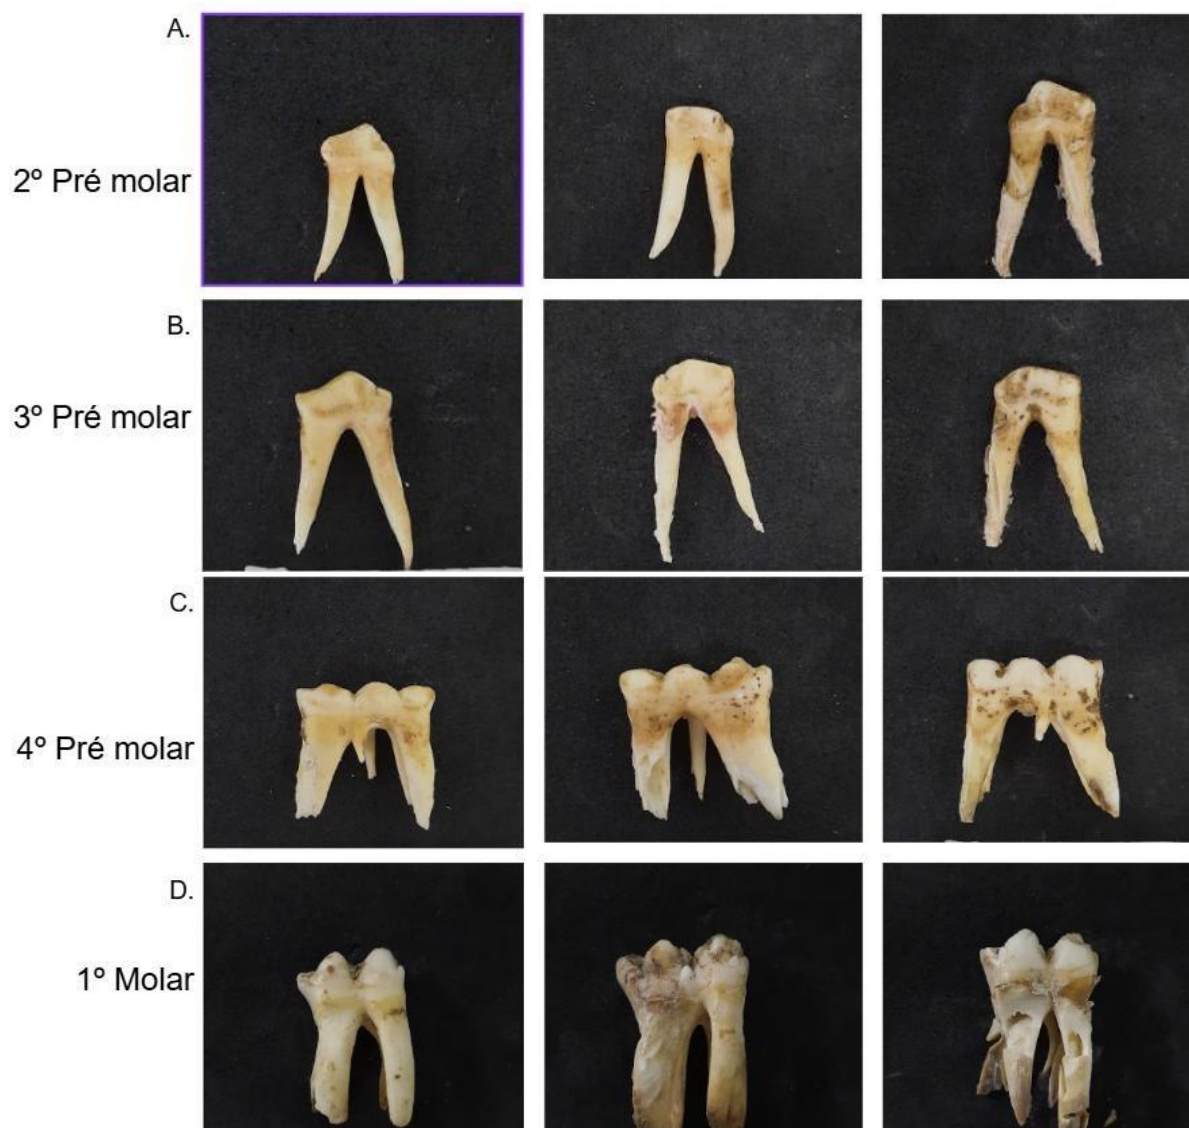 A.
2º Pré molar
B.
3º Pré molar
C.
4º Pré molar
D.
1º Molar